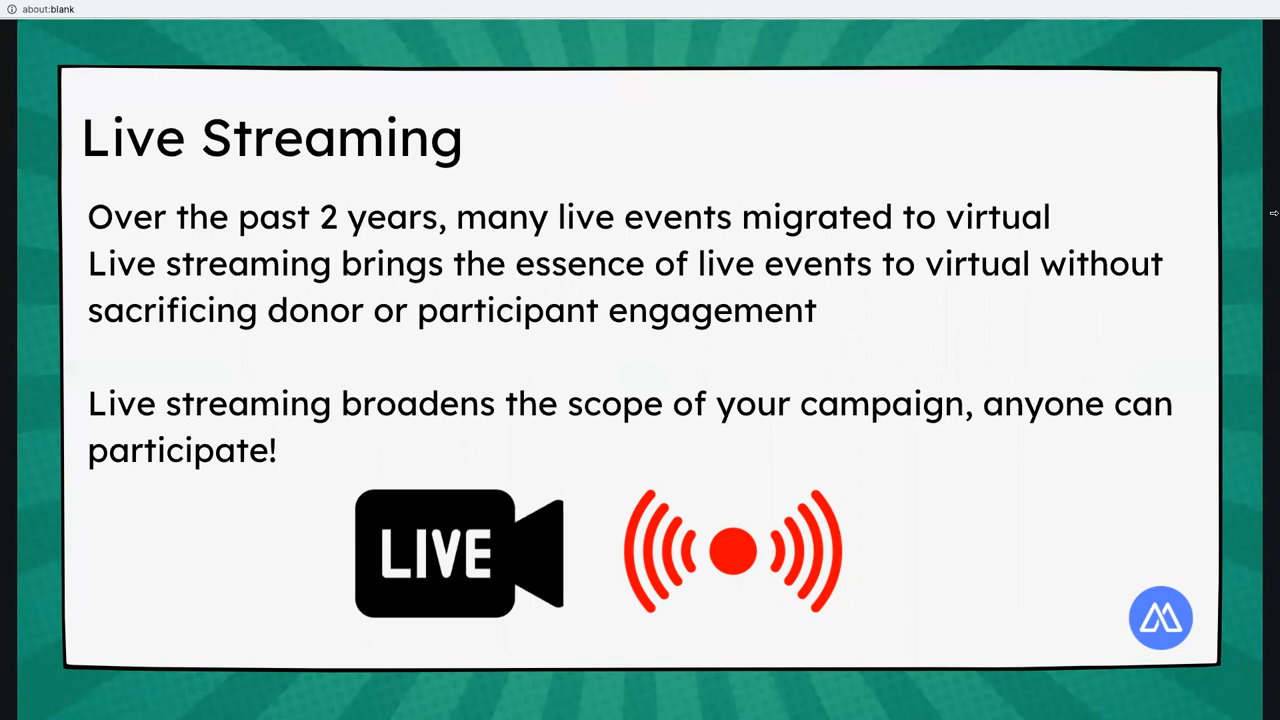 about:blank
Live Streaming
Over the past 2 years, many live events migrated to virtual
Live streaming brings the essence of live events to virtual without
sacrificing donor or participant engagement
Live streaming broadens the scope of your campaign, anyone can
participate!
LIVE